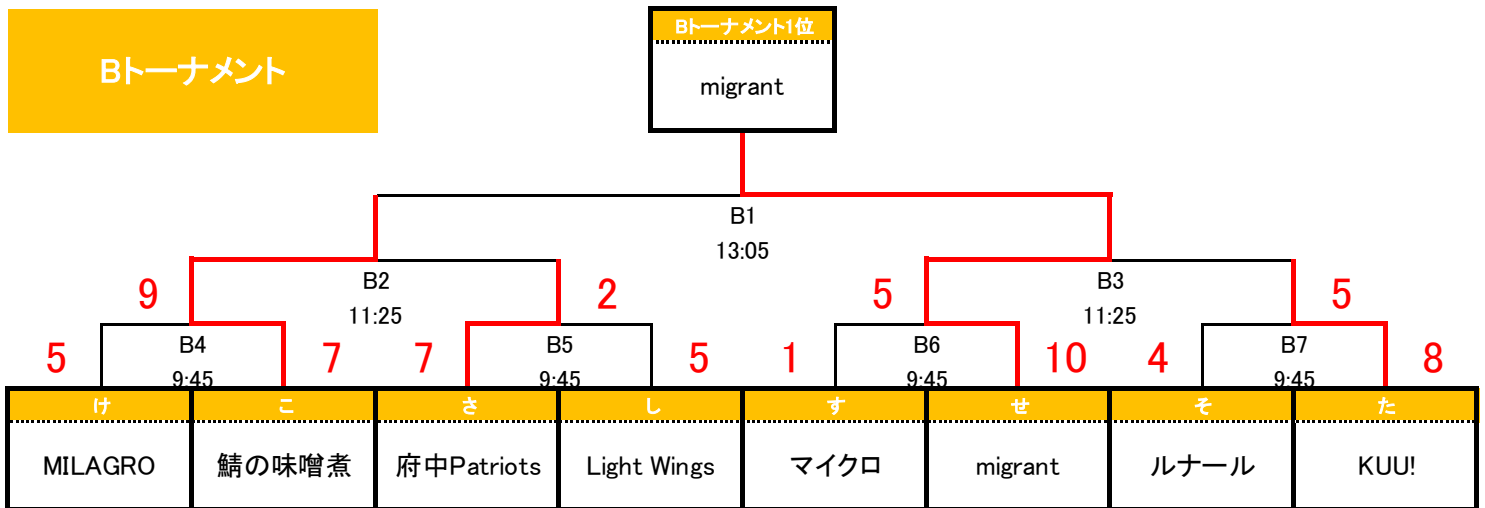 Bトーナメント
Bトーナメント1位
migrant
B1
13:05
9 B2 2 5 B3 5
11:25 11:25
5 B4 7 7 B5 5 1 B6 10 4 B7 8
9:45 9:45 9:45 9:45
け こ さ し す せ そ た
MILAGRO 鯖の味噌煮 府中Patriots Light Wings マイクロ migrant ルナール KUU!